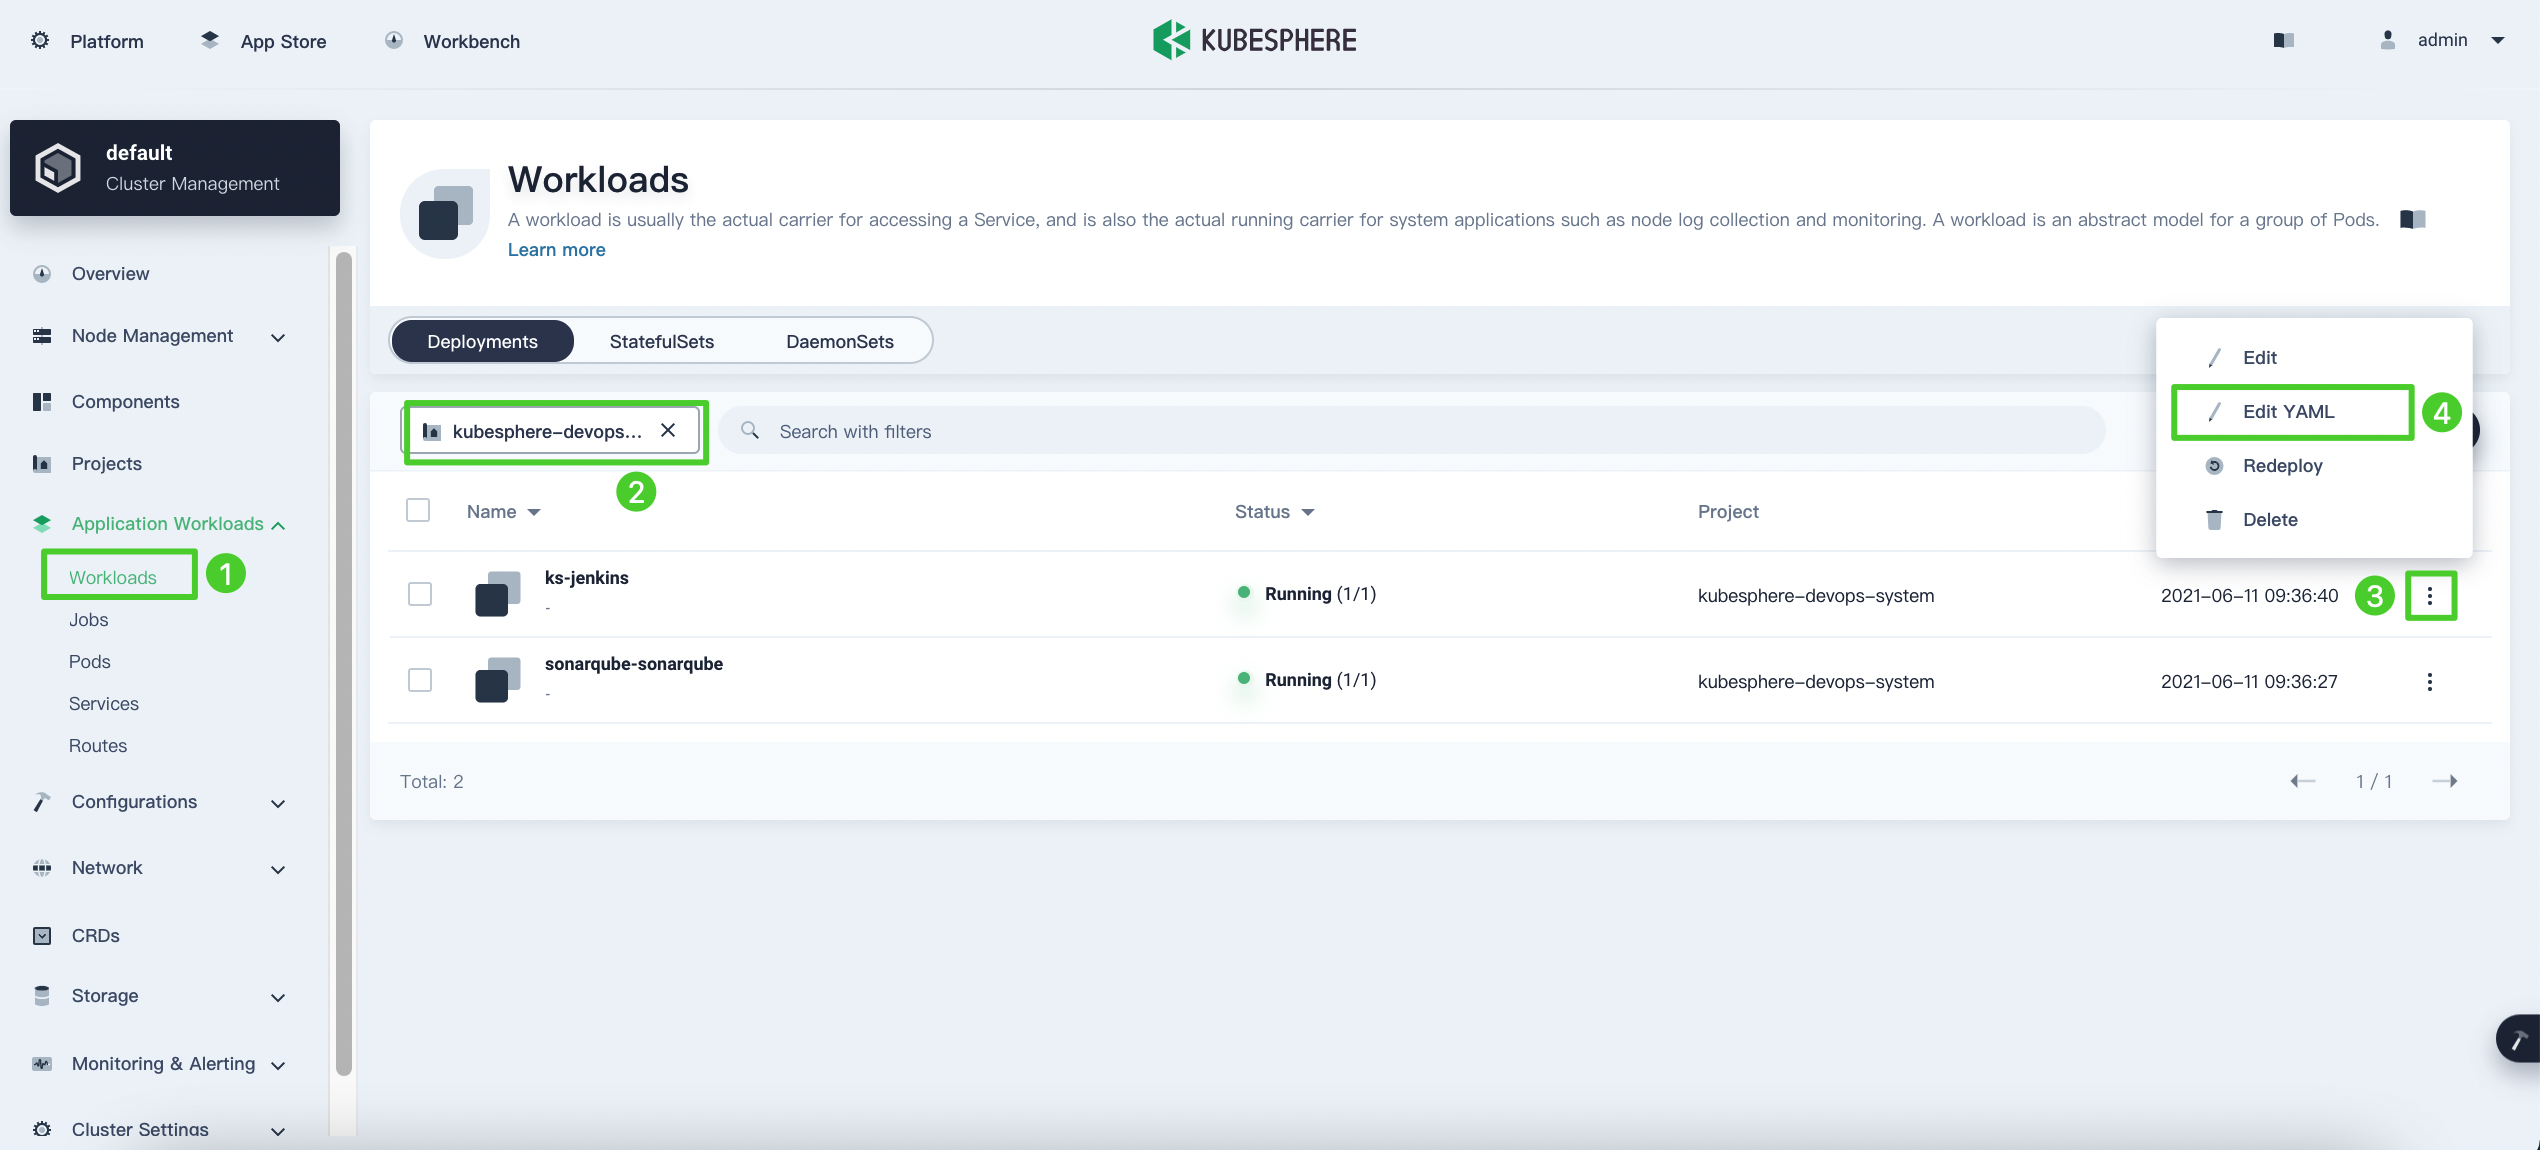 Platform
App Store
Workbench
KUBESPHERE
admin
default
Cluster Management
Overview
Node Management
Components
Projects
Application Workloads
Workloads
1
Jobs
Pods
Services
Routes
Configurations
Network
CRDs
Storage
Monitoring & Alerting
Cluster Settings
Workloads
A workload is usually the actual carrier for accessing a Service, and is also the actual running carrier for system applications such as node log collection and monitoring. A workload is an abstract model for a group of Pods.
Learn more
Deployments
StatefulSets
DaemonSets
kubesphere-devops...
Search with filters
2
Edit
Edit YAML
4
Redeploy
Delete
Name
Status
Project
ks-jenkins
-
Running (1/1)
kubesphere-devops-system
2021-06-11 09:36:40
3
sonarqube-sonarqube
-
Running (1/1)
kubesphere-devops-system
2021-06-11 09:36:27
Total: 2
1 / 1